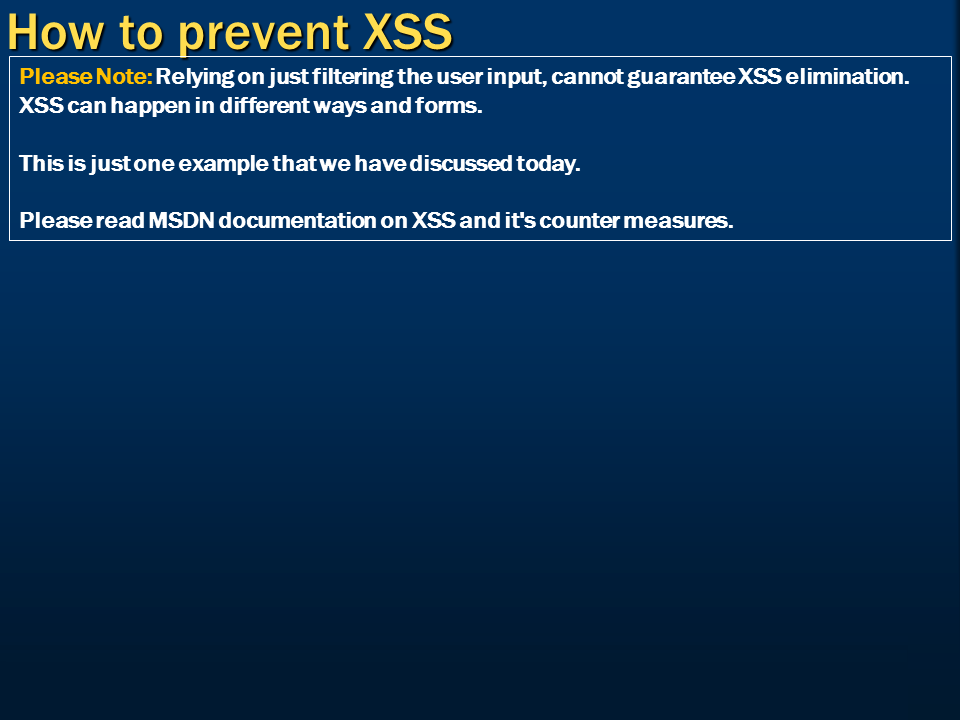 How to prevent XSS
Please Note: Relying on just filtering the user input, cannot guarantee XSS elimination.
XSS can happen in different ways and forms.
This is just one example that we have discussed today.
Please read MSDN documentation on XSS and it's counter measures.